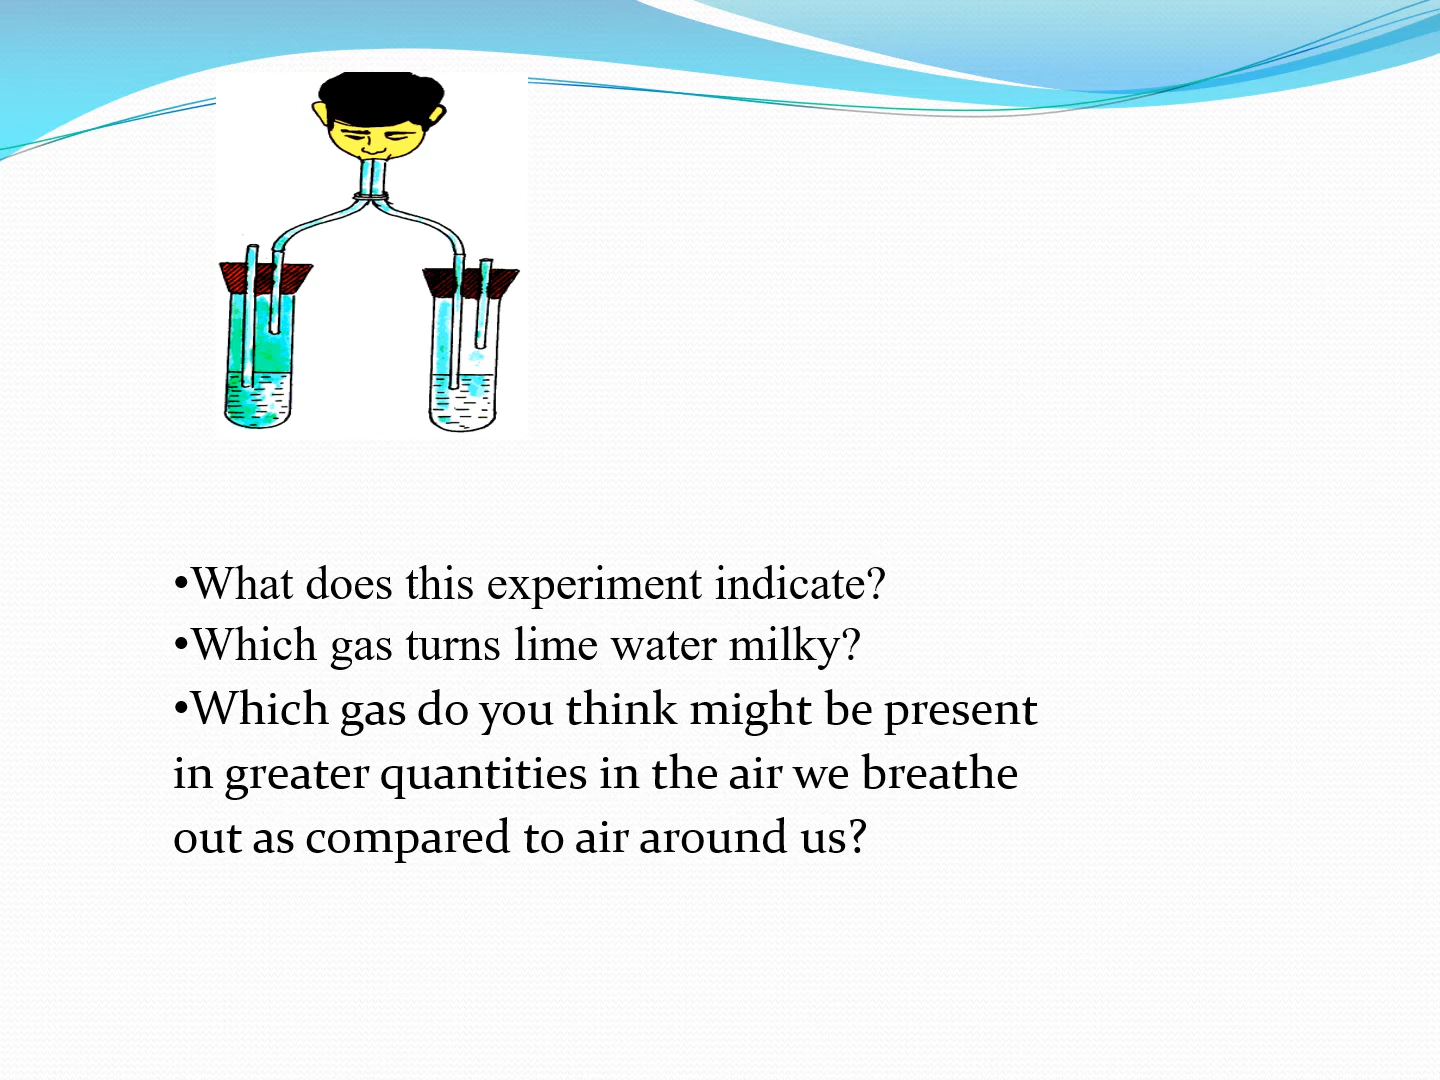 •What does this experiment indicate?
•Which gas turns lime water milky?
•Which gas do you think might be present
in greater quantities in the air we breathe
out as compared to air around us?